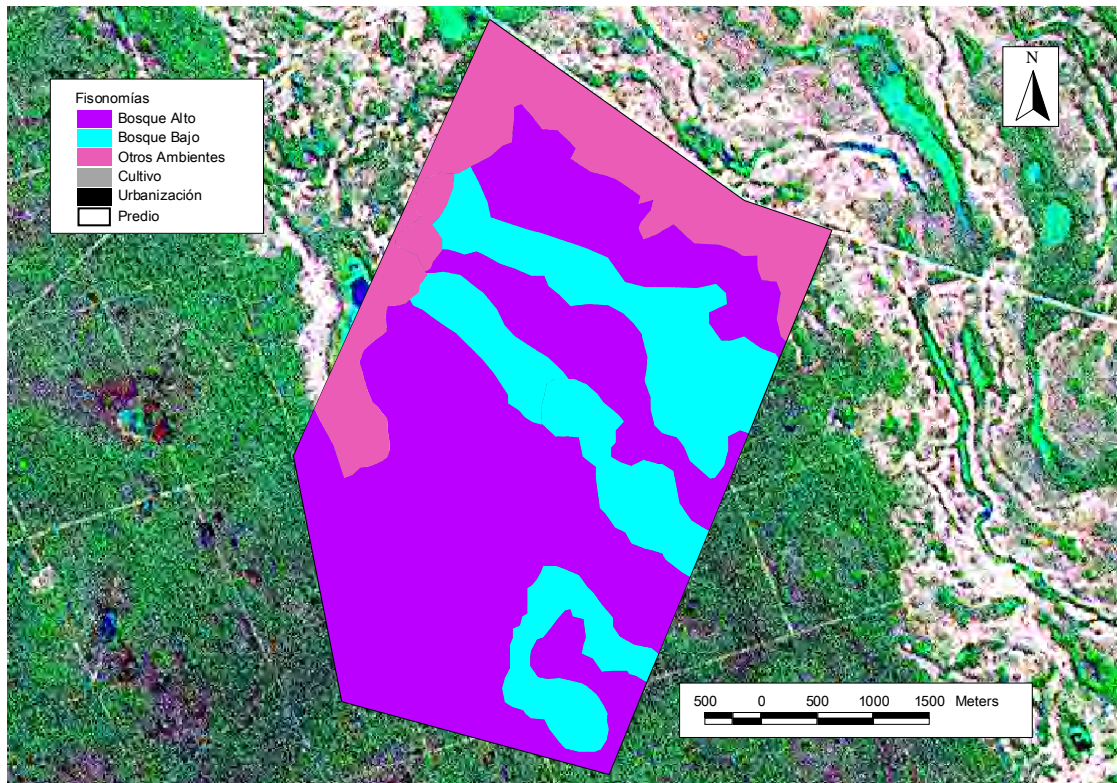 Fisonomías
Bosque Alto
Bosque Bajo
Otros Ambientes
Cultivo
Urbanización
Predio
N
500 0 500 1000 1500 Meters